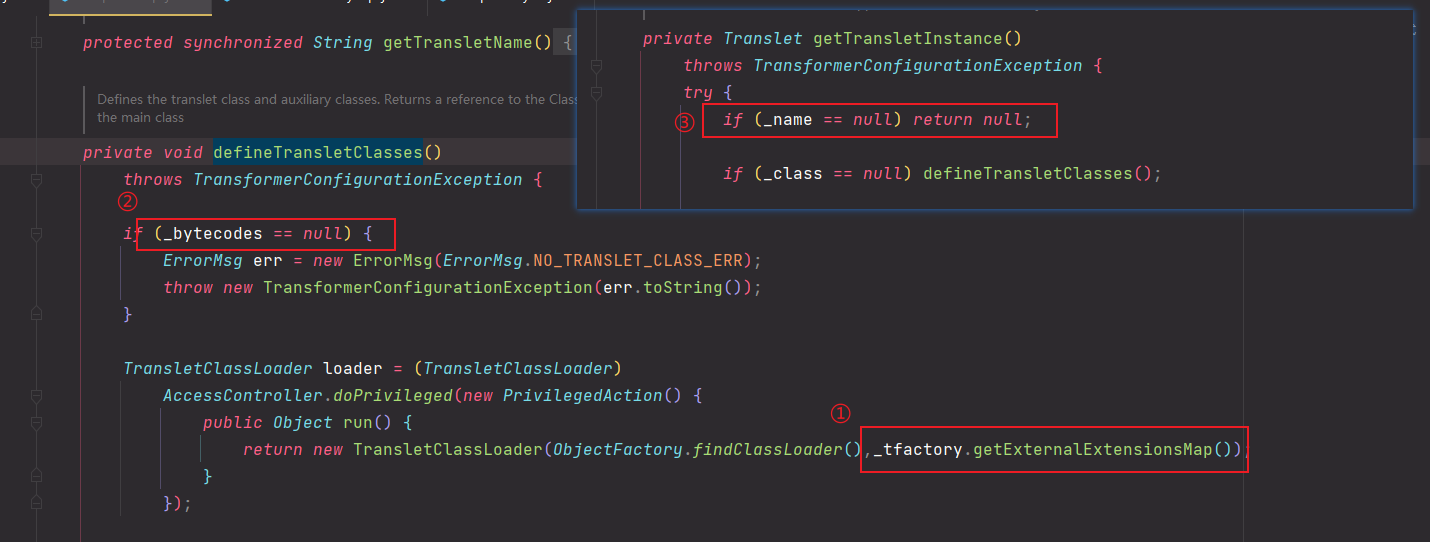 protected synchronized String getTransletName() {
Defines the translet class and auxiliary classes. Returns a reference to the Clas
the main class
private void defineTransletClasses()
throws TransformerConfigurationException {
②
if (_bytecodes == null) {
ErrorMsg err = new ErrorMsg(ErrorMsg.NO_TRANSLET_CLASS_ERR);
throw new TransformerConfigurationException(err.toString());
}
TransletClassLoader loader = (TransletClassLoader)
AccessController.doPrivileged(new PrivilegedAction() {
①
public Object run() {
return new TransletClassLoader(ObjectFactory.findClassLoader(),_tfactory.getExternalExtensionsMap());
}
});
private Translet getTransletInstance()
throws TransformerConfigurationException {
try {
③ if (_name == null) return null;
if (_class == null) defineTransletClasses();